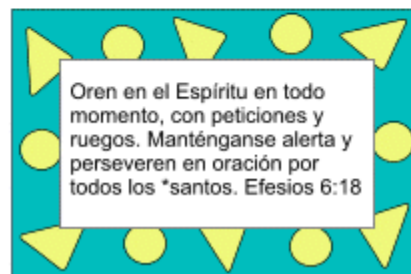 Oren en el Espíritu en todo
momento, con peticiones y
ruegos. Manténganse alerta y
perseveren en oración por
todos los *santos. Efesios 6:18